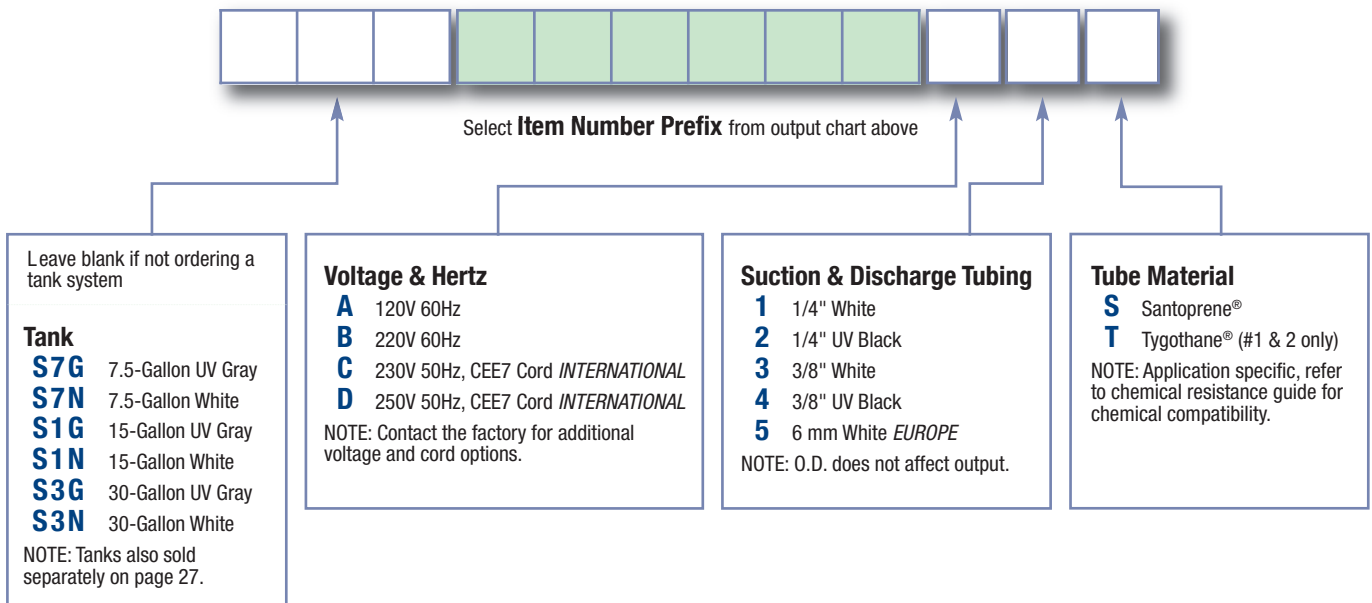 Select Item Number Prefix from output chart above
Leave blank if not ordering a
tank system
Tank
S7G 7.5-Gallon UV Gray
S7N 7.5-Gallon White
S1G 15-Gallon UV Gray
S1N 15-Gallon White
S3G 30-Gallon UV Gray
S3N 30-Gallon White
NOTE: Tanks also sold
separately on page 27.
Voltage & Hertz
A 120V 60Hz
B 220V 60Hz
C 230V 50Hz, CEE7 Cord INTERNATIONAL
D 250V 50Hz, CEE7 Cord INTERNATIONAL
NOTE: Contact the factory for additional
voltage and cord options.
Suction & Discharge Tubing
1 1/4" White
2 1/4" UV Black
3 3/8" White
4 3/8" UV Black
5 6 mm White EUROPE
NOTE: O.D. does not affect output.
Tube Material
S Santoprene®
T Tygothane® (#1 & 2 only)
NOTE: Application specific, refer
to chemical resistance guide for
chemical compatibility.